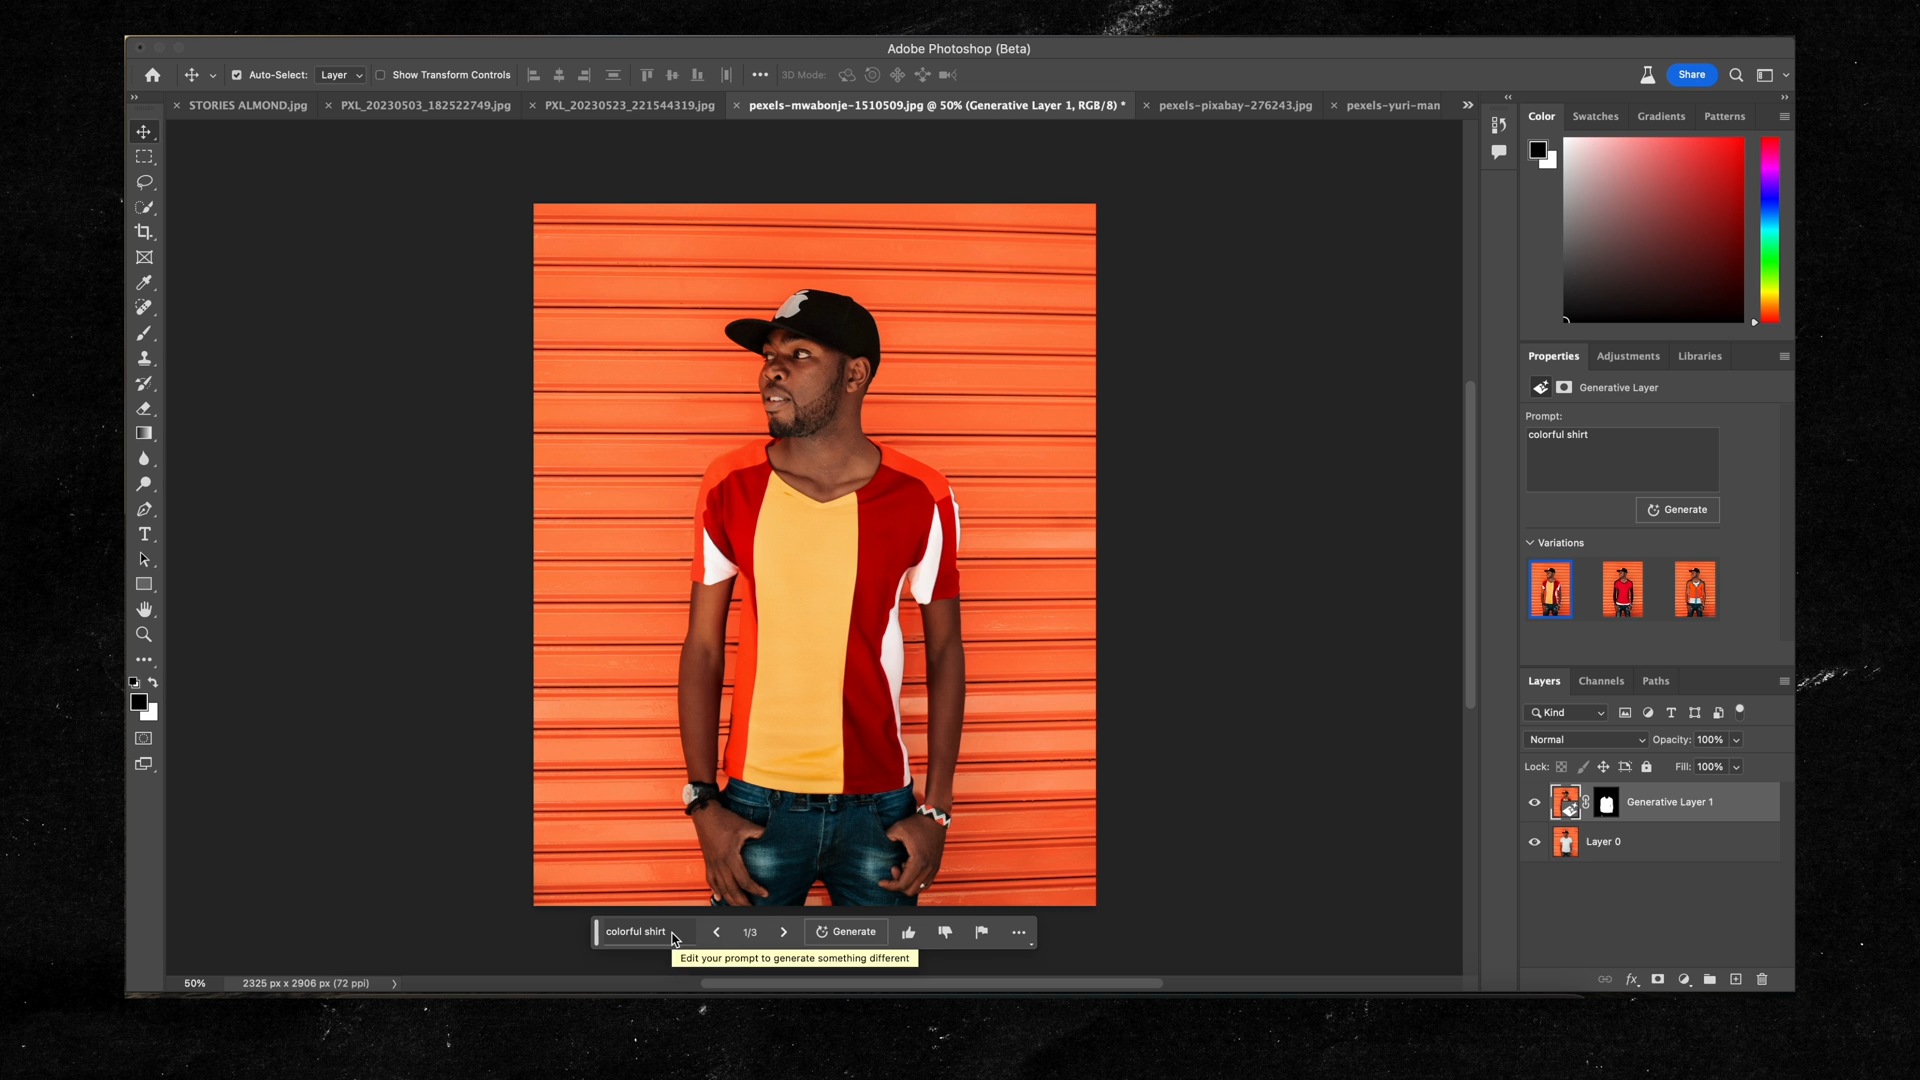 Adobe Photoshop (Beta)
Auto-Select: Layer Show Transform Controls 3D Mode: Share
STORIES ALMOND.jpg PXL_20230503_182522749.jpg PXL_20230523_221544319.jpg pexels-mwabonje-1510509.jpg @ 50% (Generative Layer 1, RGB/8) * pexels-pixabay-276243.jpg pexels-yuri-man
Color Swatches Gradients Patterns
Properties Adjustments Libraries
Generative Layer
Prompt:
colorful shirt
Generate
Variations
Layers Channels Paths
Kind
Normal Opacity: 100%
Lock: Fill: 100%
Generative Layer 1
Layer 0
colorful shirt 1/3 Generate
Edit your prompt to generate something different
50% 2325 px x 2906 px (72 ppi)
fx